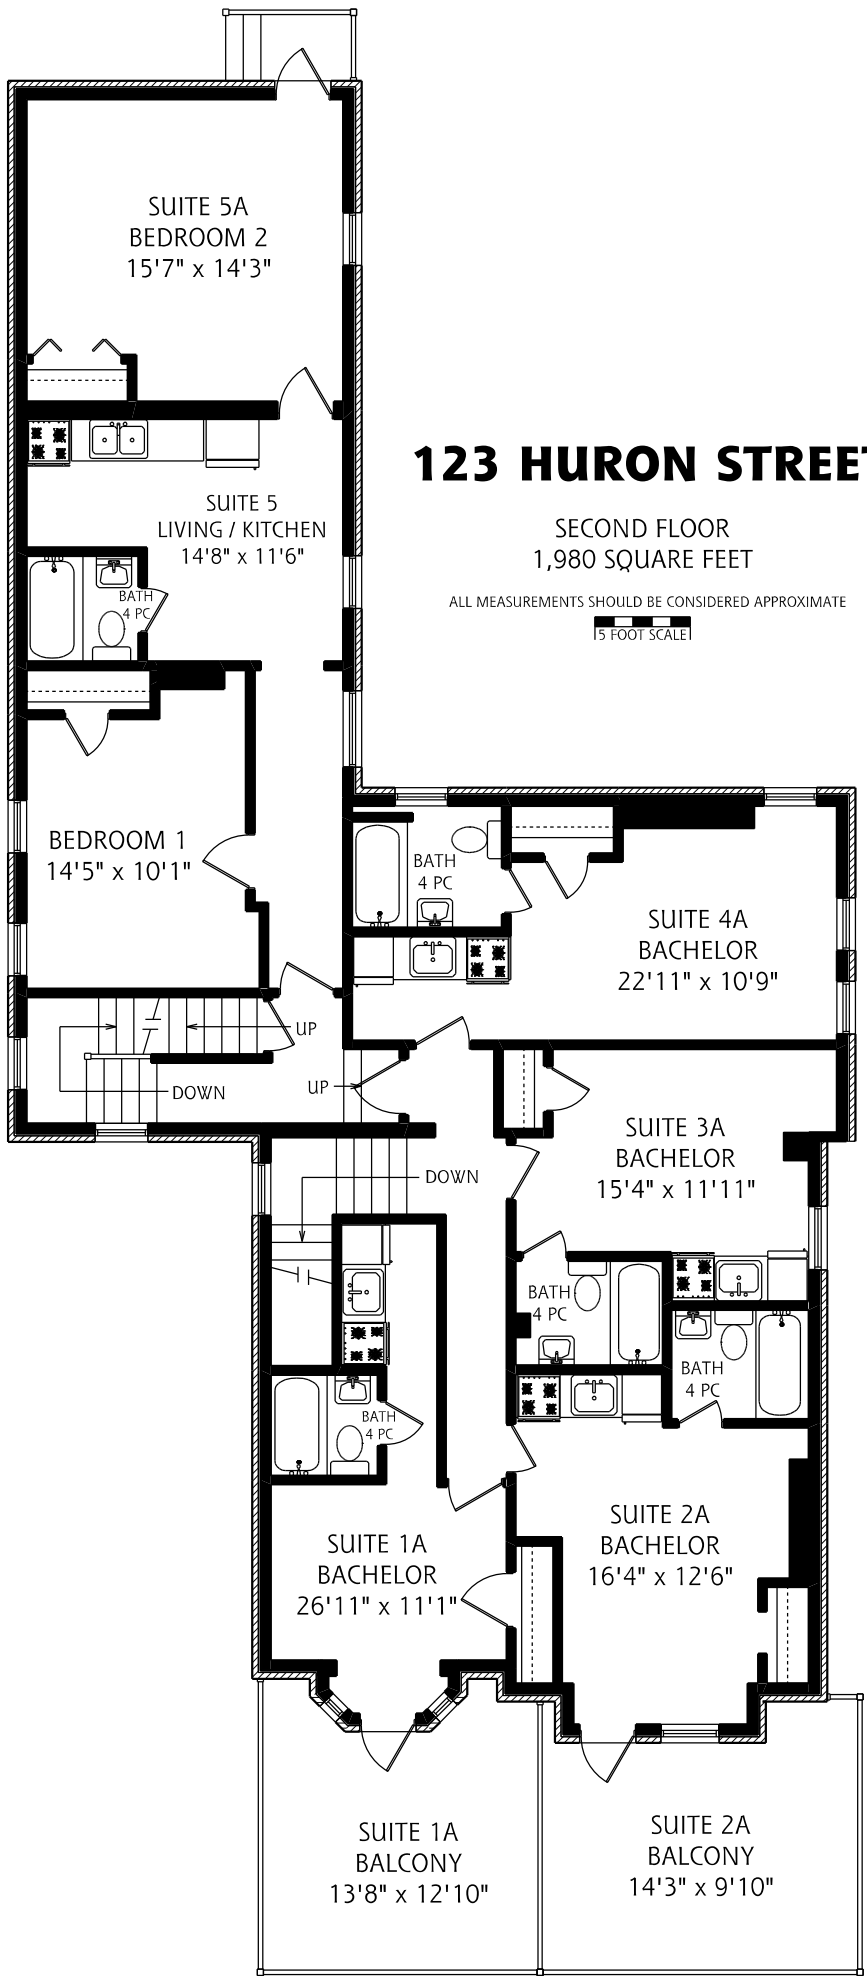 SUITE 5A
BEDROOM 2
15'7" x 14'3"
123 HURON STREET
SUITE 5
LIVING / KITCHEN
14'8" x 11'6"
SECOND FLOOR
1,980 SQUARE FEET
ALL MEASUREMENTS SHOULD BE CONSIDERED APPROXIMATE
5 FOOT SCALE
BATH
4 PC
BEDROOM 1
14'5" x 10'1"
BATH
4 PC
SUITE 4A
BACHELOR
22'11" x 10'9"
UP
DOWN
UP
SUITE 3A
BACHELOR
15'4" x 11'11"
DOWN
BATH
4 PC
BATH
4 PC
BATH
4 PC
SUITE 2A
BACHELOR
16'4" x 12'6"
SUITE 1A
BACHELOR
26'11" x 11'1"
SUITE 1A
BALCONY
13'8" x 12'10"
SUITE 2A
BALCONY
14'3" x 9'10"